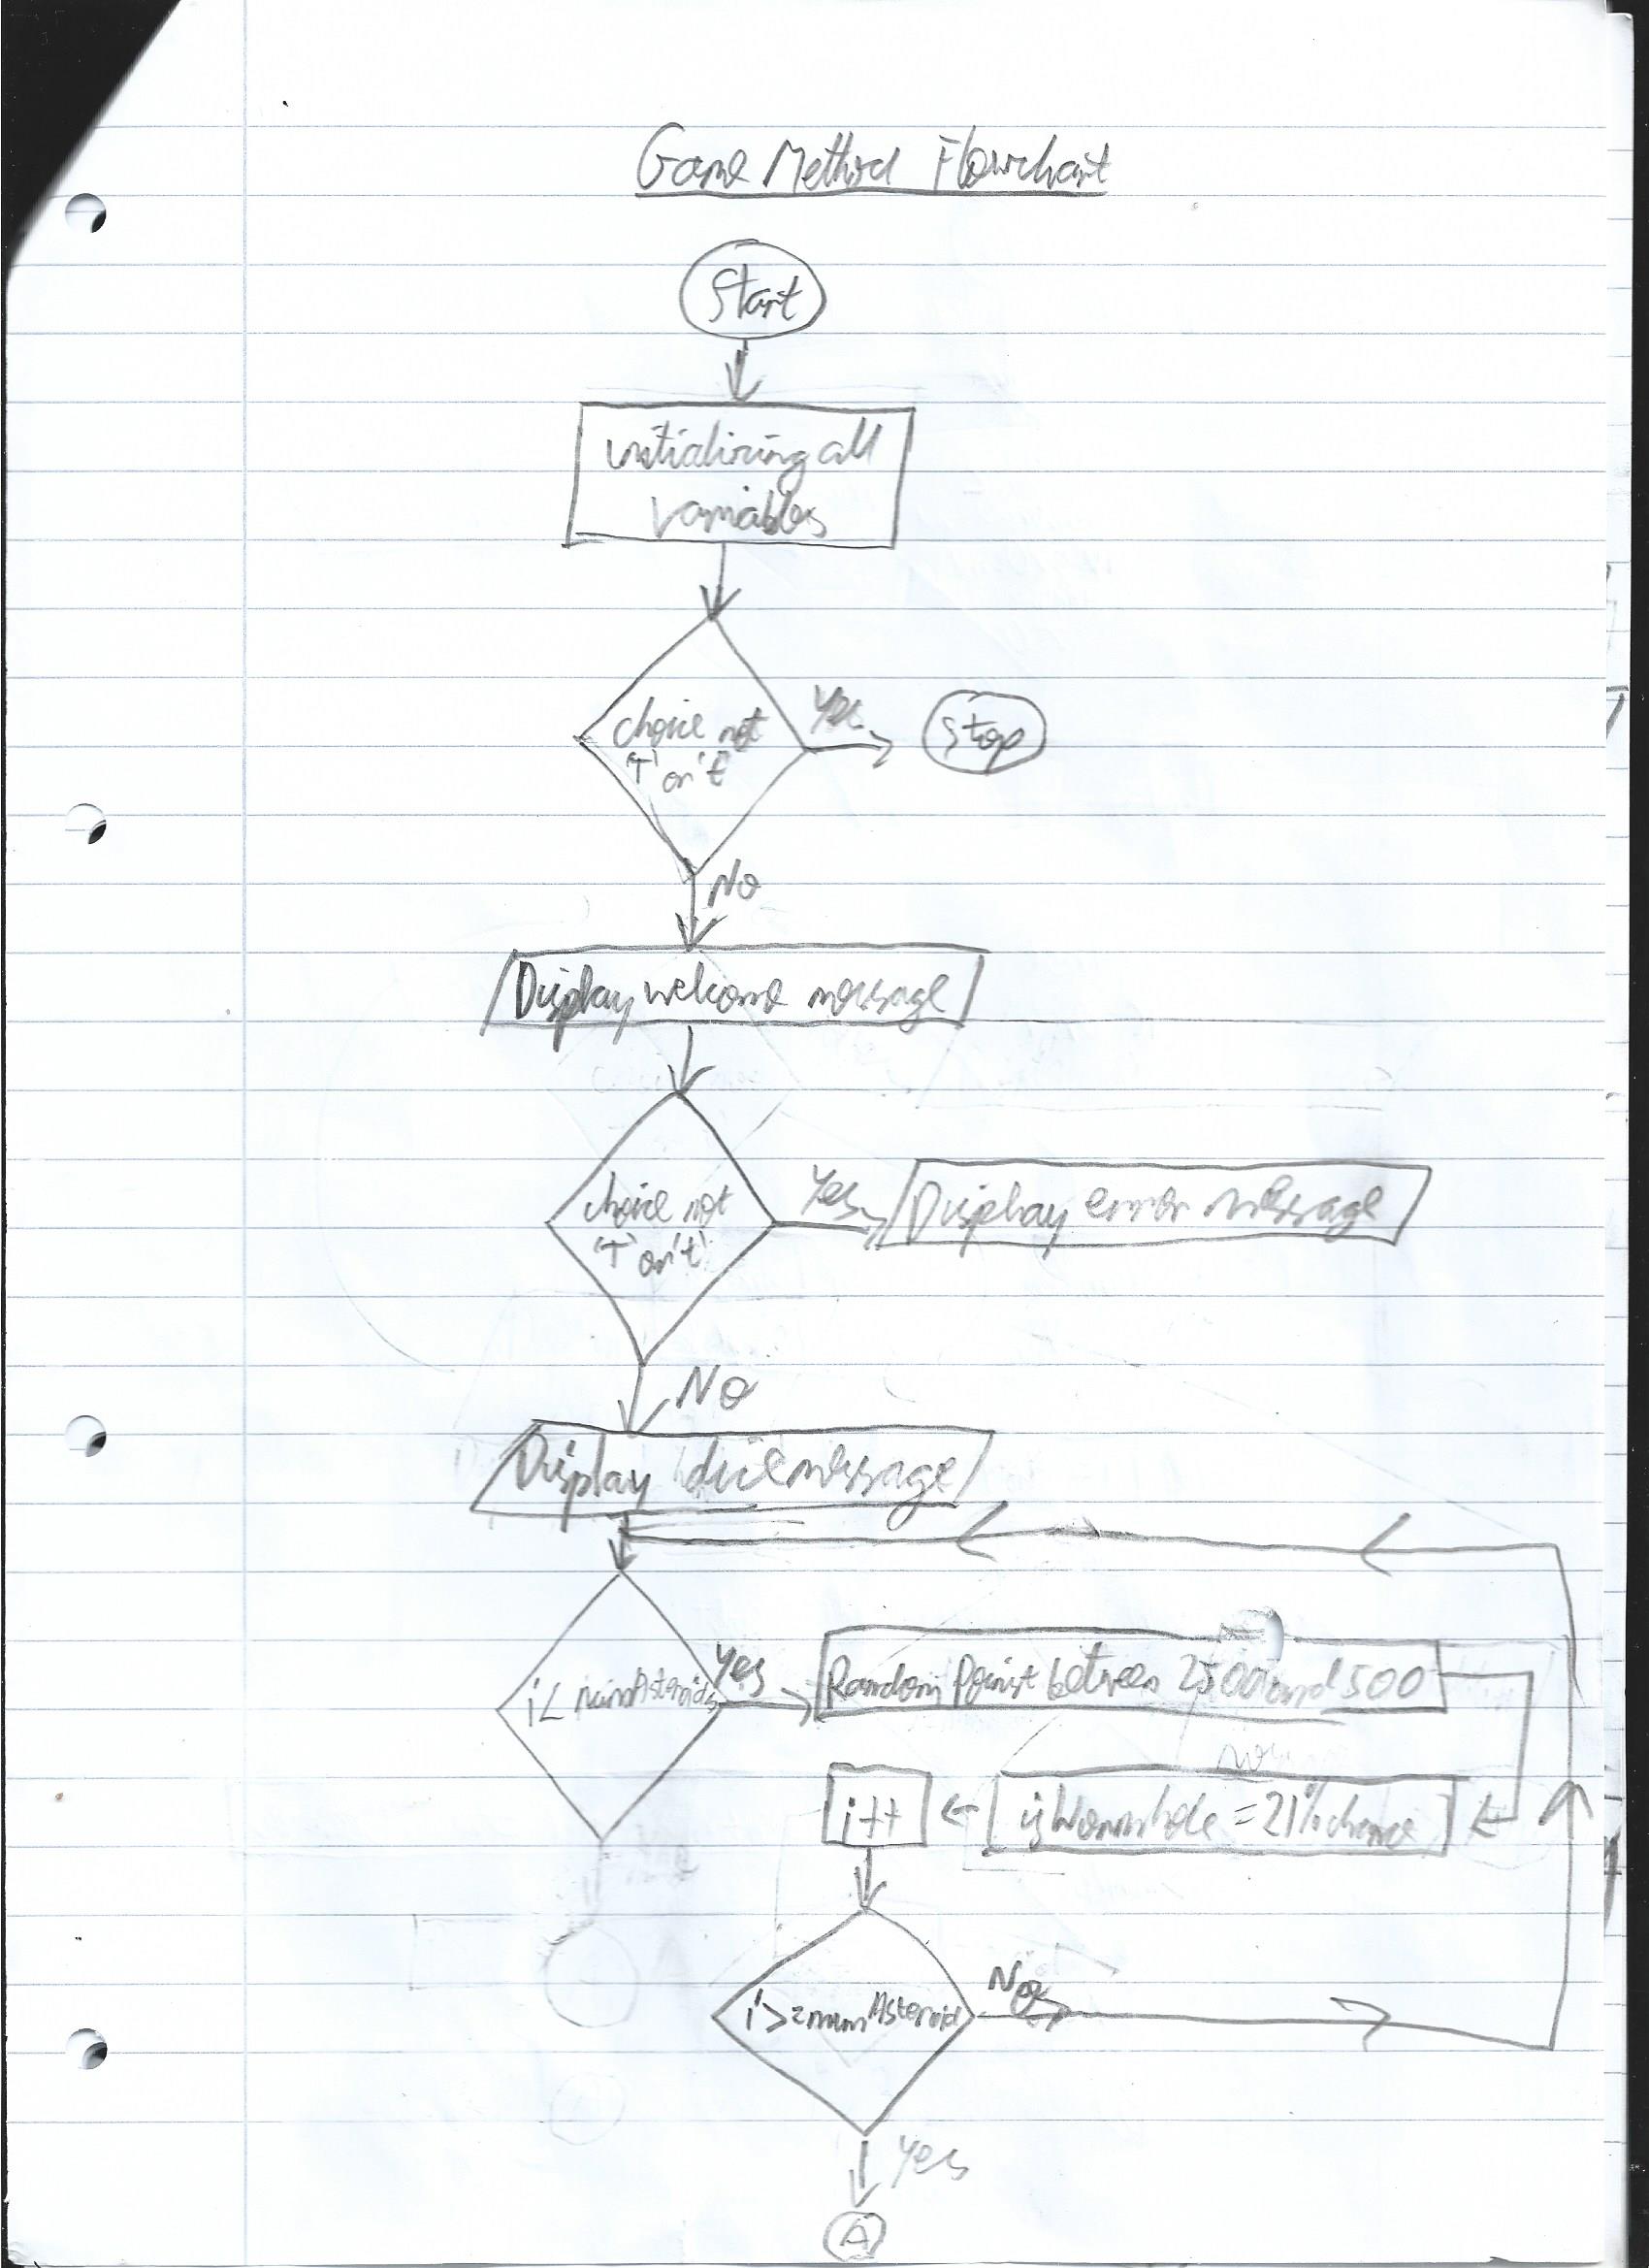 Game Method Flowchart
Start
initializing all
variables
choice not
'T' or 't'
Yes
Stop
No
Display welcome message
choice not
'T' or 't'
Yes
Display error message
No
Display message
i < numAsteroids
Yes
Random Point between 2500 and 500
i++
isWormhole = 21% chance
i >= numAsteroid
No
Yes
A